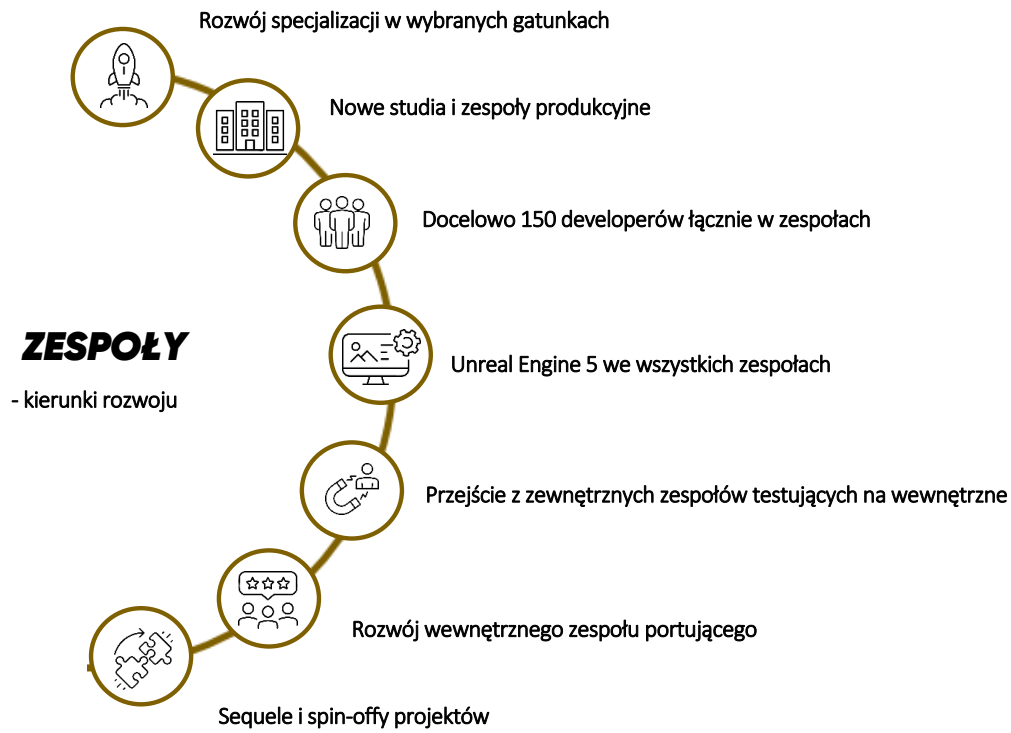 Rozwój specjalizacji w wybranych gatunkach
Nowe studia i zespoły produkcyjne
Docelowo 150 developerów łącznie w zespołach
ZESPOŁY
Unreal Engine 5 we wszystkich zespołach
- kierunki rozwoju
Przejście z zewnętrznych zespołów testujących na wewnętrzne
Rozwój wewnętrznego zespołu portującego
Sequele i spin-offy projektów